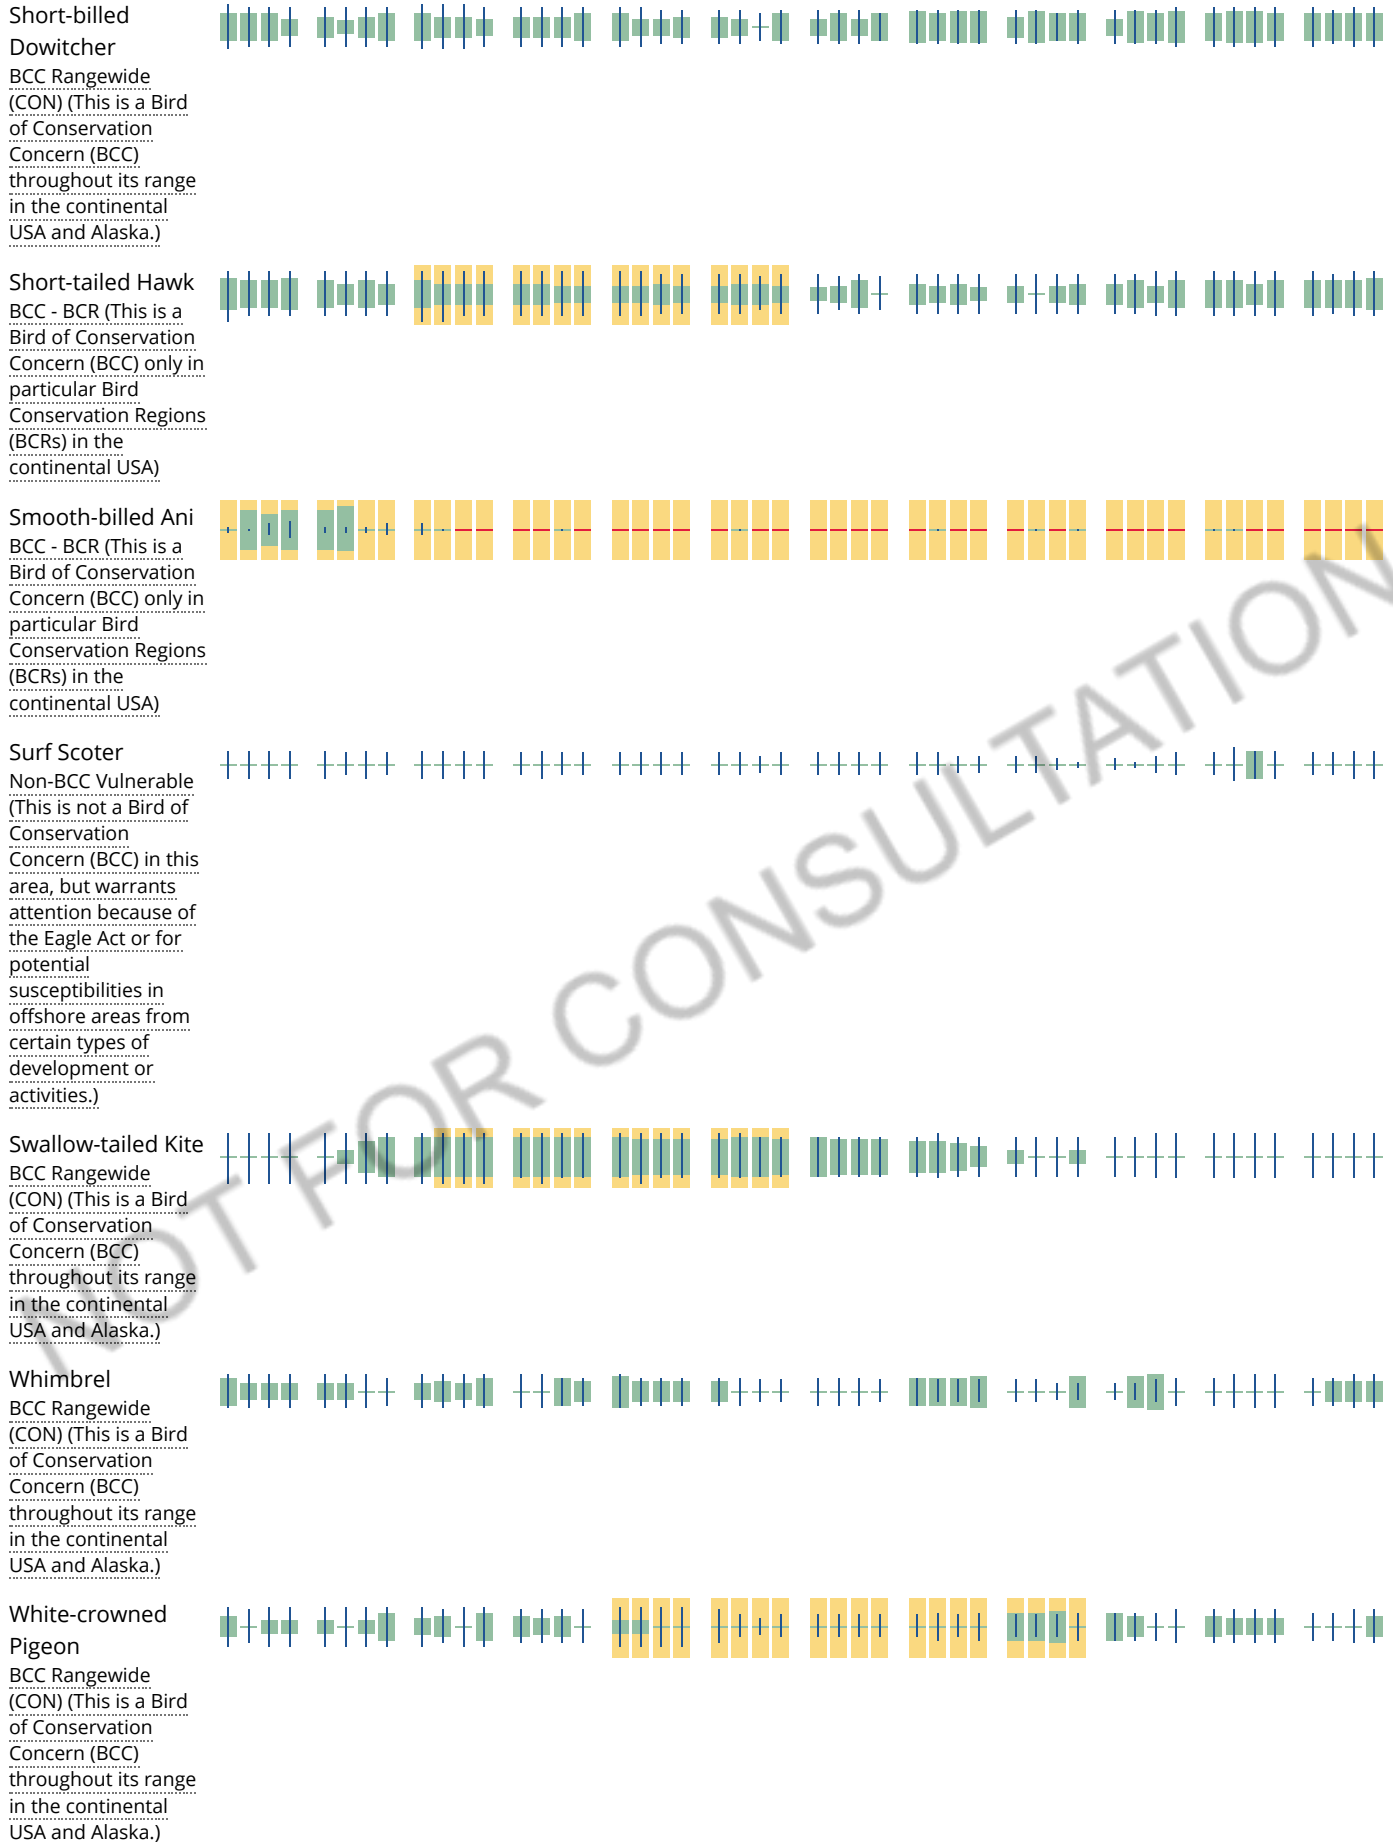 Short-billed
Dowitcher
BCC Rangewide
(CON) (This is a Bird
of Conservation
Concern (BCC)
throughout its range
in the continental
USA and Alaska.)
Short-tailed Hawk
BCC - BCR (This is a
Bird of Conservation
Concern (BCC) only in
particular Bird
Conservation Regions
(BCRs) in the
continental USA)
Smooth-billed Ani
BCC - BCR (This is a
Bird of Conservation
Concern (BCC) only in
particular Bird
Conservation Regions
(BCRs) in the
continental USA)
Surf Scoter
Non-BCC Vulnerable
(This is not a Bird of
Conservation
Concern (BCC) in this
area, but warrants
attention because of
the Eagle Act or for
potential
susceptibilities in
offshore areas from
certain types of
development or
activities.)
Swallow-tailed Kite
BCC Rangewide
(CON) (This is a Bird
of Conservation
Concern (BCC)
throughout its range
in the continental
USA and Alaska.)
Whimbrel
BCC Rangewide
(CON) (This is a Bird
of Conservation
Concern (BCC)
throughout its range
in the continental
USA and Alaska.)
White-crowned
Pigeon
BCC Rangewide
(CON) (This is a Bird
of Conservation
Concern (BCC)
throughout its range
in the continental
USA and Alaska.)
NOT FOR CONSULTATION